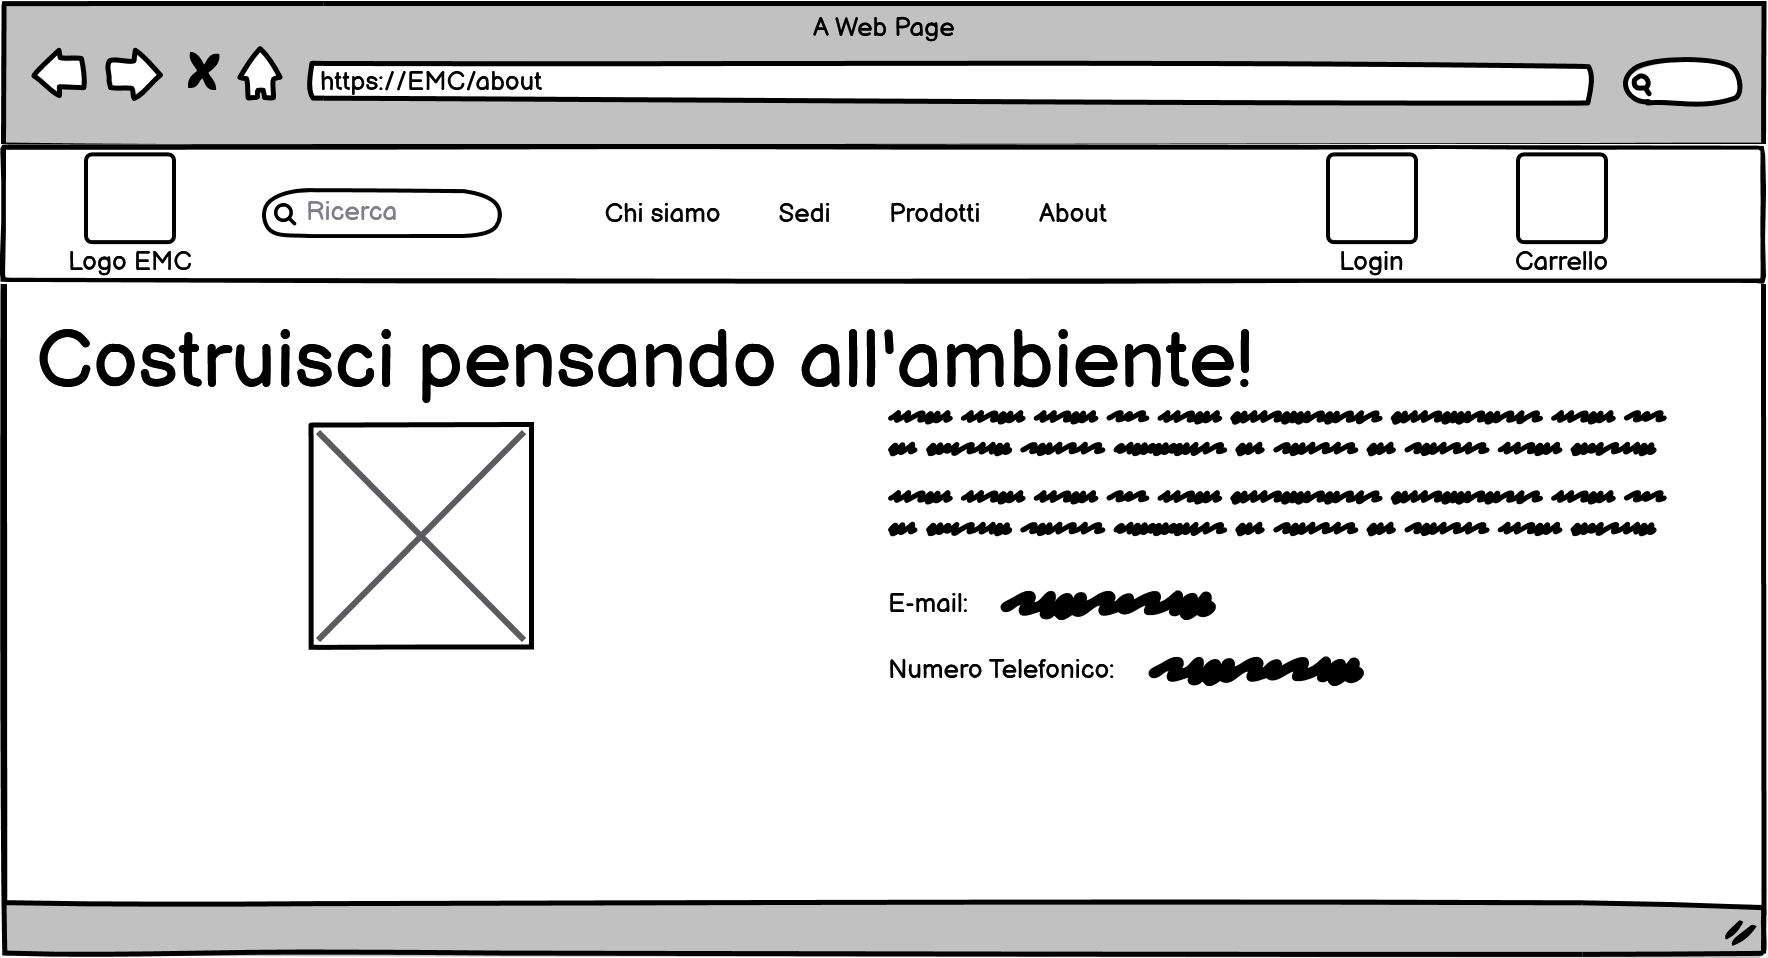 A Web Page
https://EMC/about
Ricerca
Chi siamo
Sedi
Prodotti
About
Logo EMC
Login
Carrello
Costruisci pensando all'ambiente!
E-mail:
Numero Telefonico: